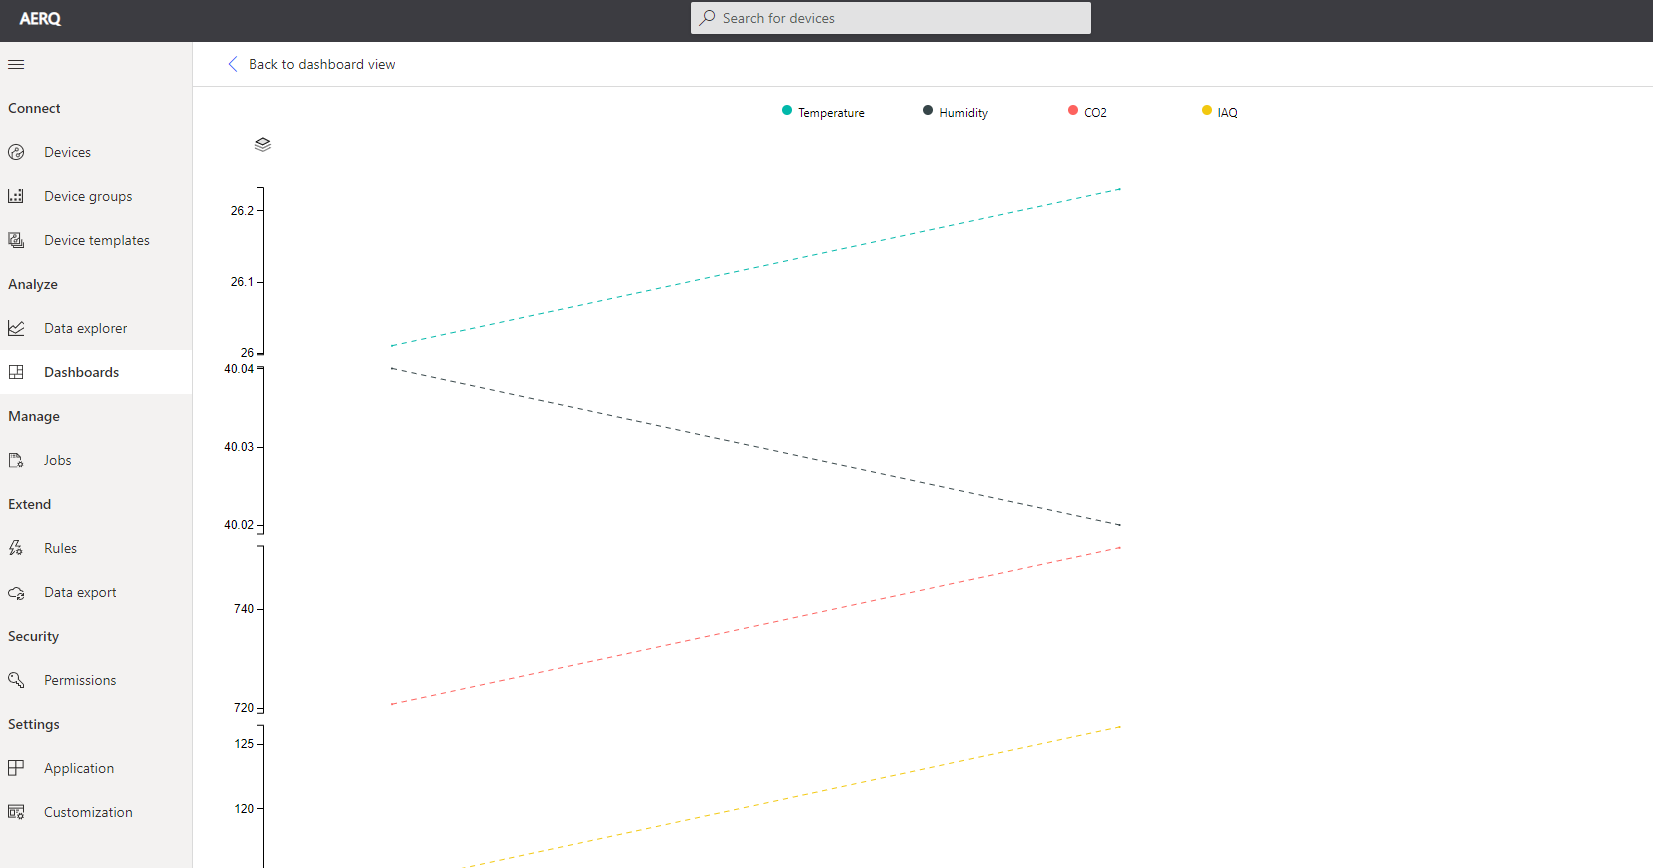 AERQ
Search for devices
Back to dashboard view
Connect
Devices
Device groups
Device templates
Analyze
Data explorer
Dashboards
Manage
Jobs
Extend
Rules
Data export
Security
Permissions
Settings
Application
Customization
Temperature Humidity CO2 IAQ
26.2
26.1
26
40.04
40.03
40.02
740
720
125
120